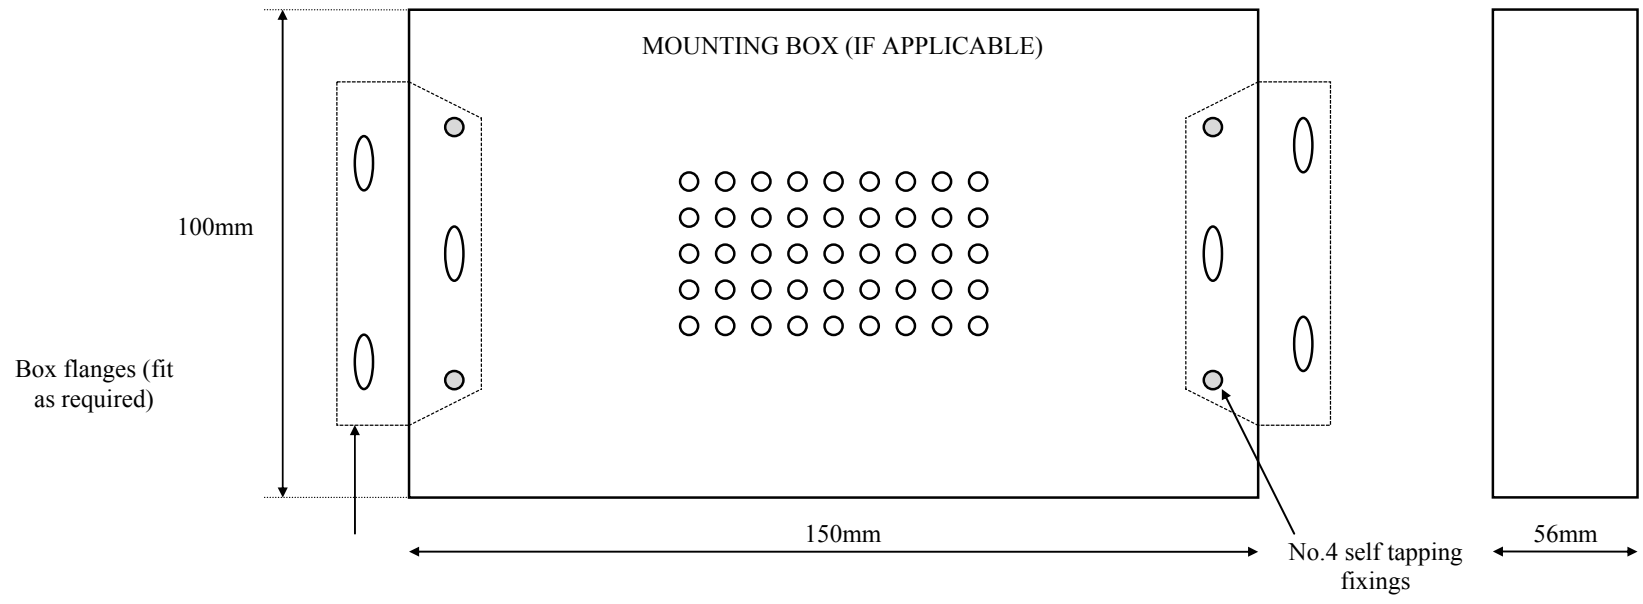 MOUNTING BOX (IF APPLICABLE)
100mm
Box flanges (fit
as required)
150mm
No.4 self tapping
fixings
56mm